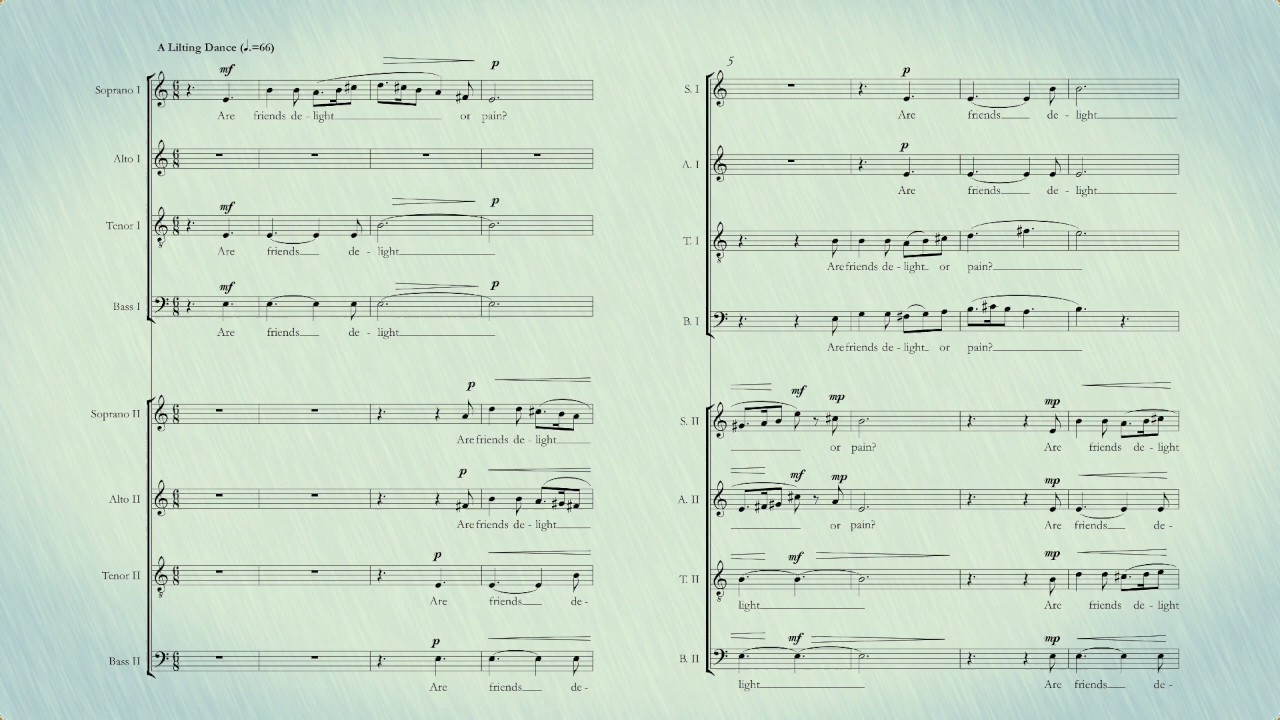 A Lilting Dance (♩.=66)
mf
p
Soprano I
Are friends de - light or pain?
Alto I
mf
p
Tenor I
Are friends de - light
mf
p
Bass I
Are friends de - light
p
Soprano II
Are friends de - light
p
Alto II
Are friends de - light
p
Tenor II
Are friends de-
p
Bass II
Are friends de-
5
p
S. I
Are friends de - light
p
A. I
Are friends de - light
T. I
Are friends de - light or pain?
B. I
Are friends de - light or pain?
mf mp mp
S. II
or pain? Are friends de - light
mf mp mp
A. II
or pain? Are friends de-
mf mp
T. II
light Are friends de - light
mf mp
B. II
light Are friends de-